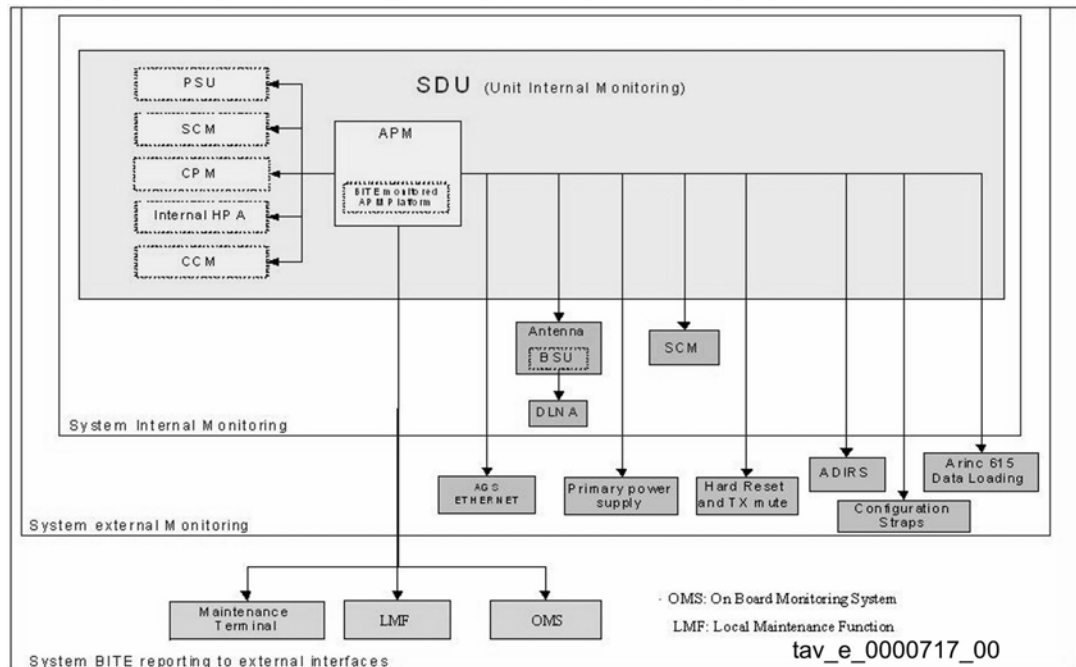 PSU
SDU (Unit Internal Monitoring)
SCM
APM
CPM
BITE monitored
APM Platform
Internal HPA
CCM
Antenna
BSU
SCM
DLNA
System Internal Monitoring
AGS
ETHERNET
Primary power
supply
Hard Reset
and TX mute
ADIRS
Arinc 615
Data Loading
Configuration
Straps
System external Monitoring
Maintenance
Terminal
LMF
OMS
· OMS: On Board Monitoring System
LMF: Local Maintenance Function
tav_e_0000717_00
System BITE reporting to external interfaces